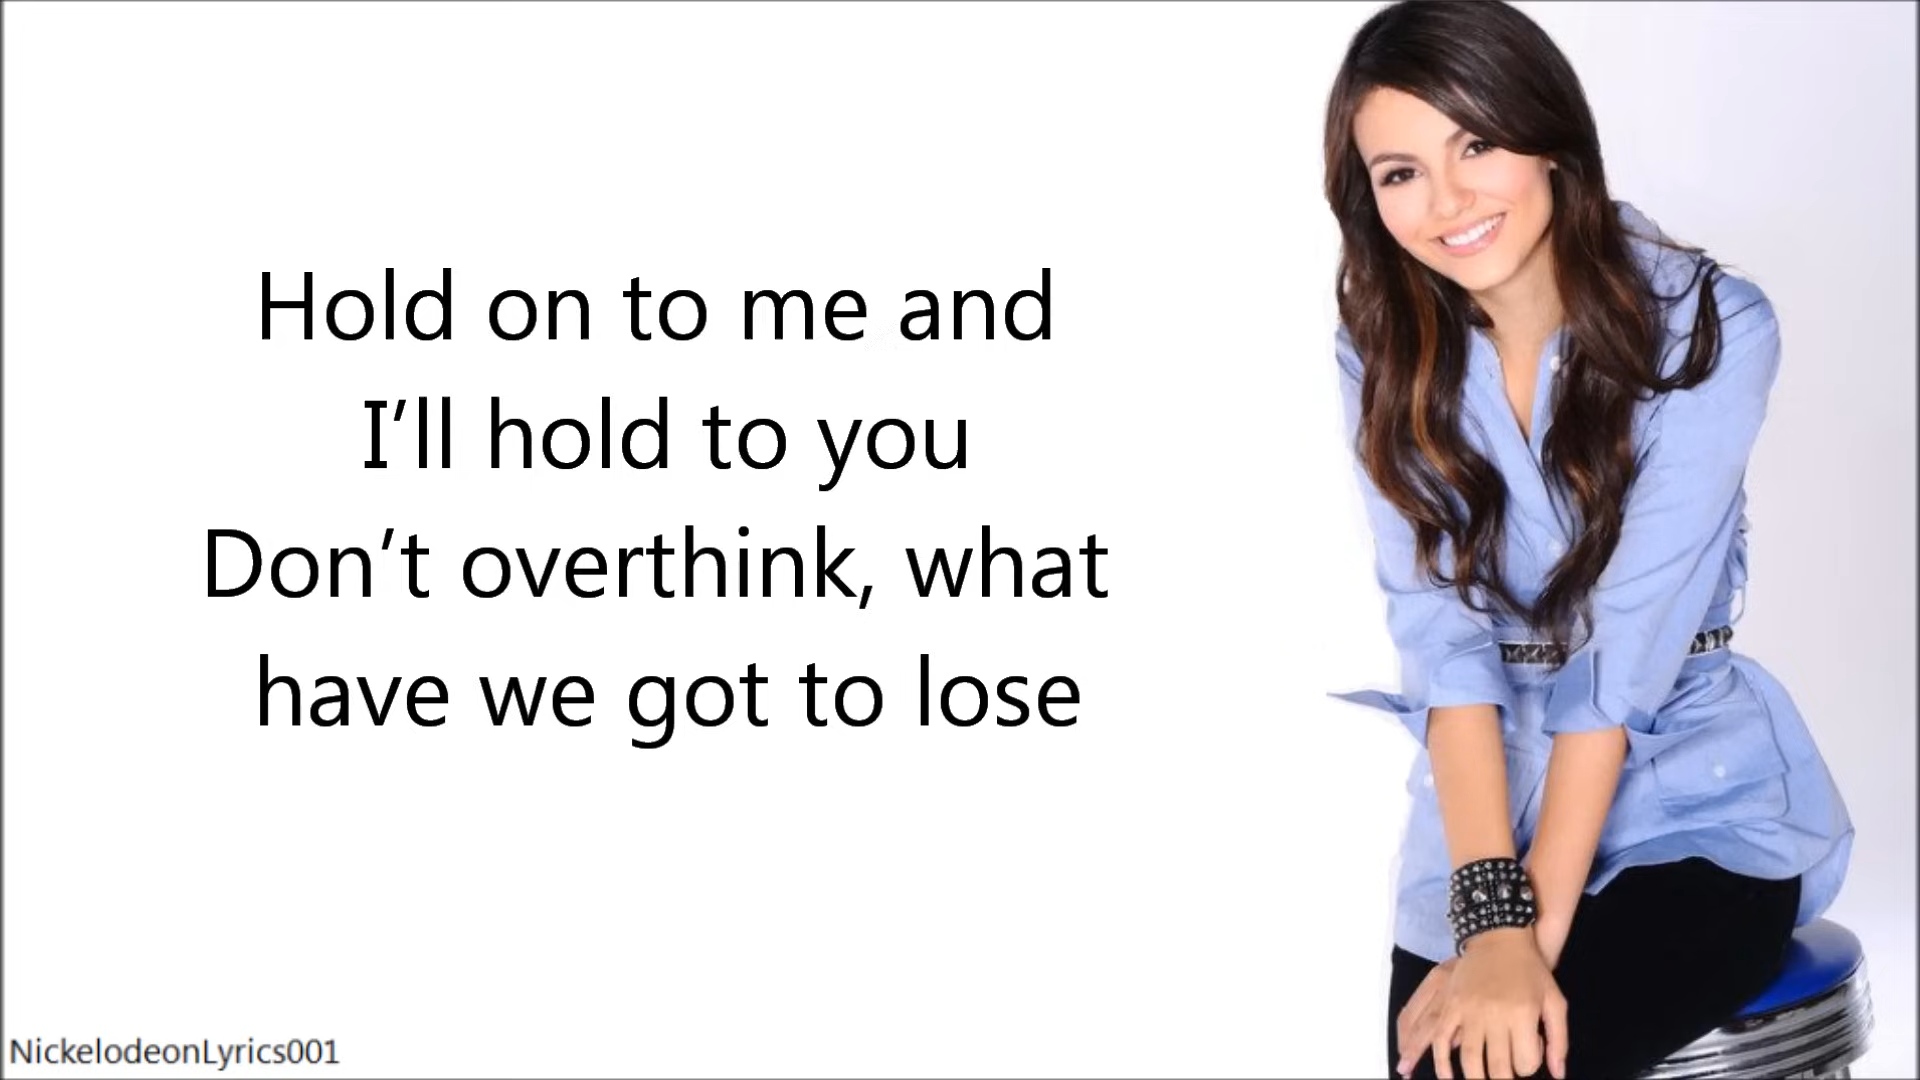 Hold on to me and
I’ll hold to you
Don’t overthink, what
have we got to lose
NickelodeonLyrics001